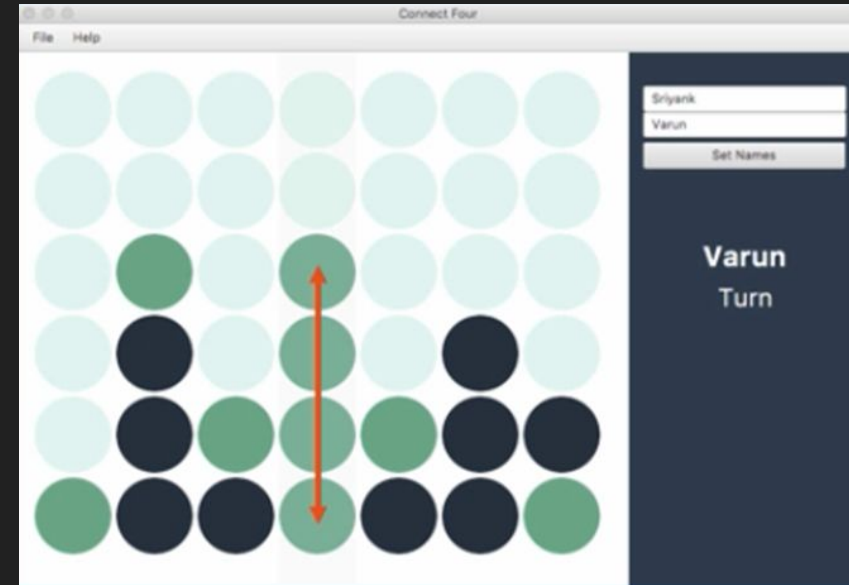 Connect Four
File Help
Sriyank
Varun
Set Names
Varun
Turn